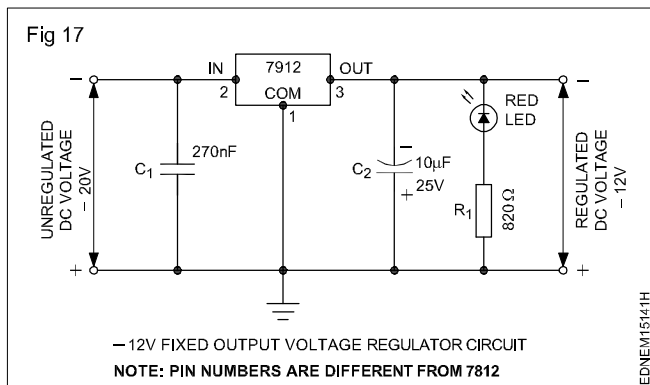 Fig 17
IN
7912
OUT
2
COM
3
1
RED
LED
270nF
C1
10µF
25V
C2
R1
820 Ω
−
+
−
+
−
+
UNREGULATED
DC VOLTAGE
− 20V
REGULATED
DC VOLTAGE
− 12V
− 12V FIXED OUTPUT VOLTAGE REGULATOR CIRCUIT
NOTE: PIN NUMBERS ARE DIFFERENT FROM 7812
EDNEM15141H